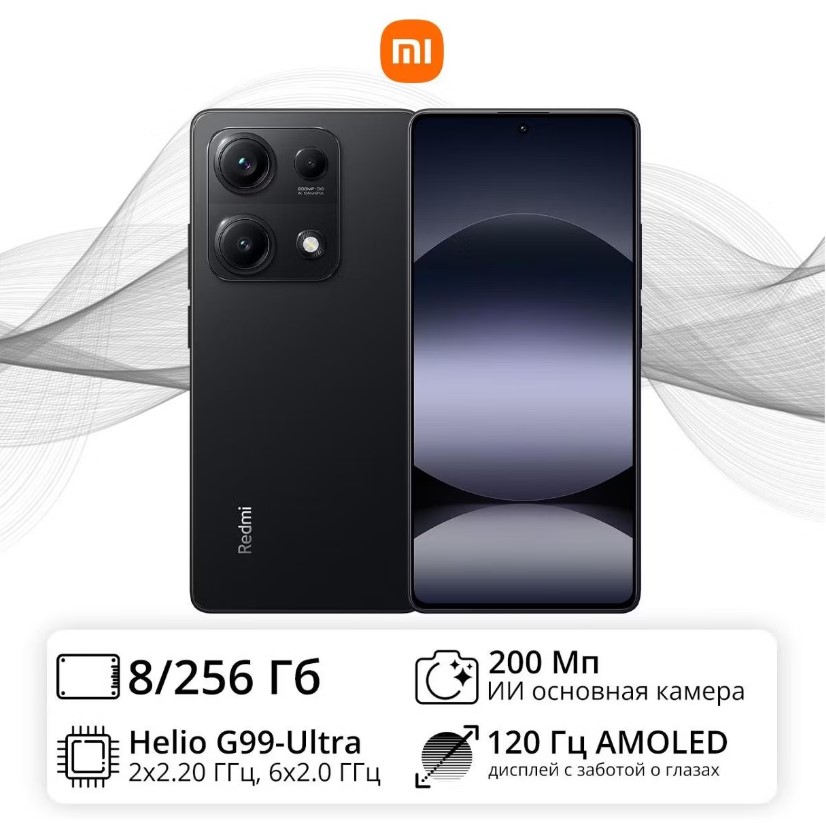 mi
Redmi
8/256 Гб
200 Мп
ИИ основная камера
Helio G99-Ultra
2x2.20 ГГц, 6x2.0 ГГц
120 Гц AMOLED
дисплей с заботой о глазах